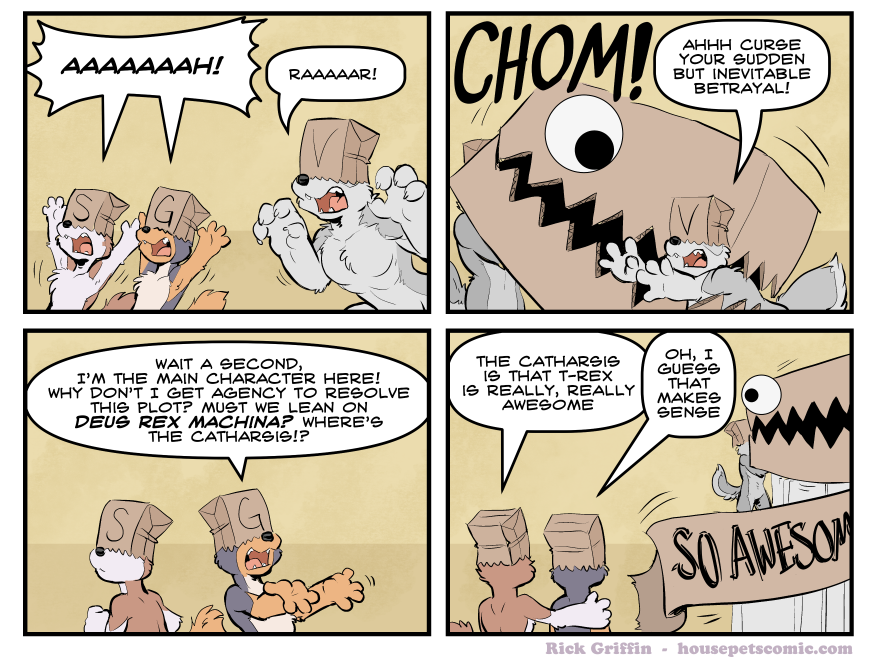 AAAAAAAH!
RAAAAAR!
V
S
G
CHOM!
AHHH CURSE
YOUR SUDDEN
BUT INEVITABLE
BETRAYAL!
V
WAIT A SECOND,
I'M THE MAIN CHARACTER HERE!
WHY DON'T I GET AGENCY TO RESOLVE
THIS PLOT? MUST WE LEAN ON
DEUS REX MACHINA? WHERE'S
THE CATHARSIS!?
S
G
THE CATHARSIS
IS THAT T-REX
IS REALLY, REALLY
AWESOME
OH, I
GUESS
THAT
MAKES
SENSE
SO AWESOM
Rick Griffin - housepetscomic.com